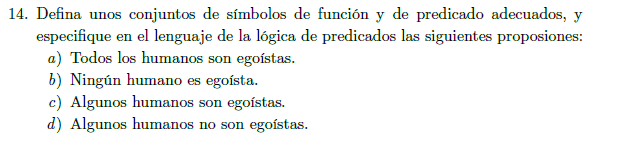 14. Defina unos conjuntos de símbolos de función y de predicado adecuados, y
especifique en el lenguaje de la lógica de predicados las siguientes proposiones:
a) Todos los humanos son egoístas.
b) Ningún humano es egoísta.
c) Algunos humanos son egoístas.
d) Algunos humanos no son egoístas.